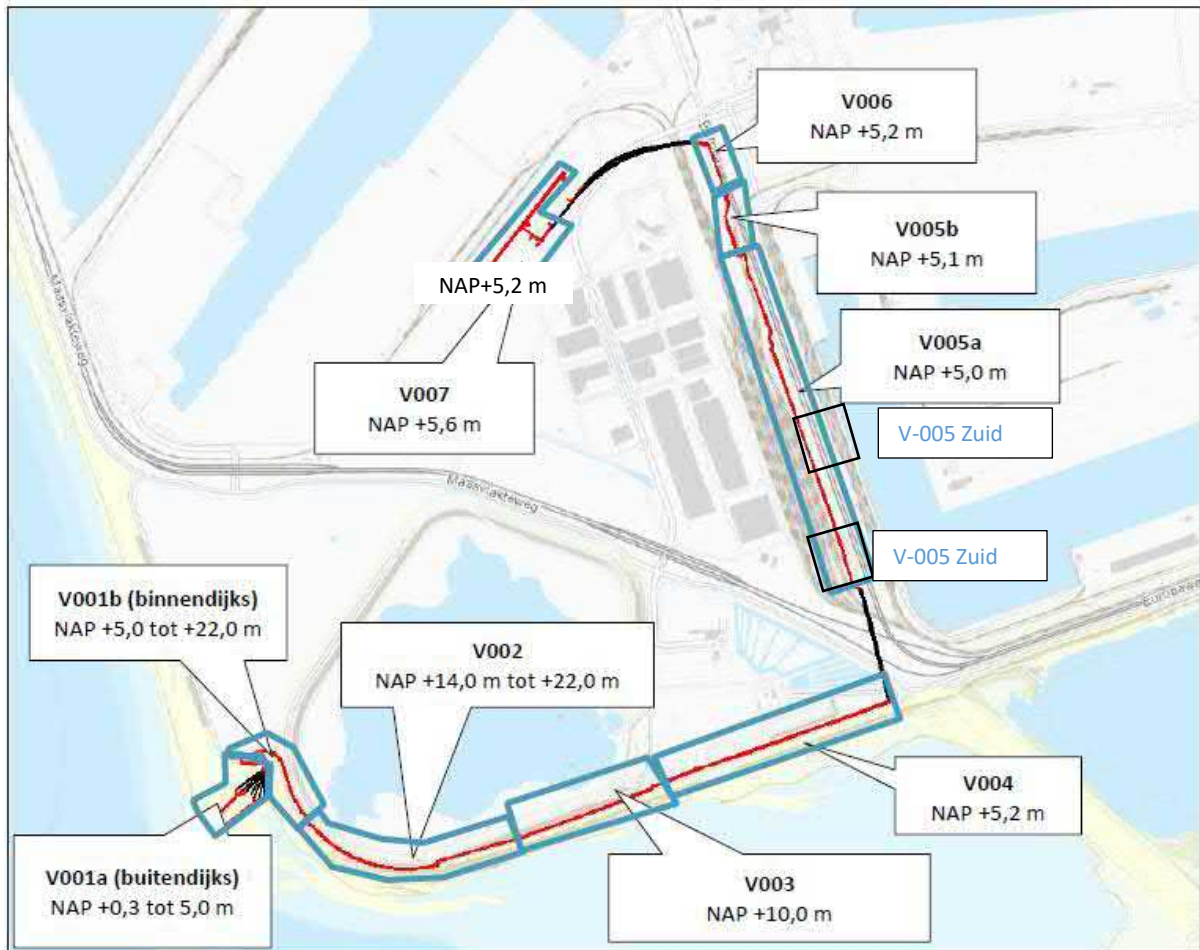 V006
NAP +5,2 m
V005b
NAP +5,1 m
NAP+5,2 m
V005a
NAP +5,0 m
V007
NAP +5,6 m
V-005 Zuid
Maasvlakteweg
Maasvlakteweg
V-005 Zuid
V001b (binnendijks)
NAP +5,0 tot +22,0 m
V002
NAP +14,0 m tot +22,0 m
V004
NAP +5,2 m
V001a (buitendijks)
NAP +0,3 tot 5,0 m
V003
NAP +10,0 m